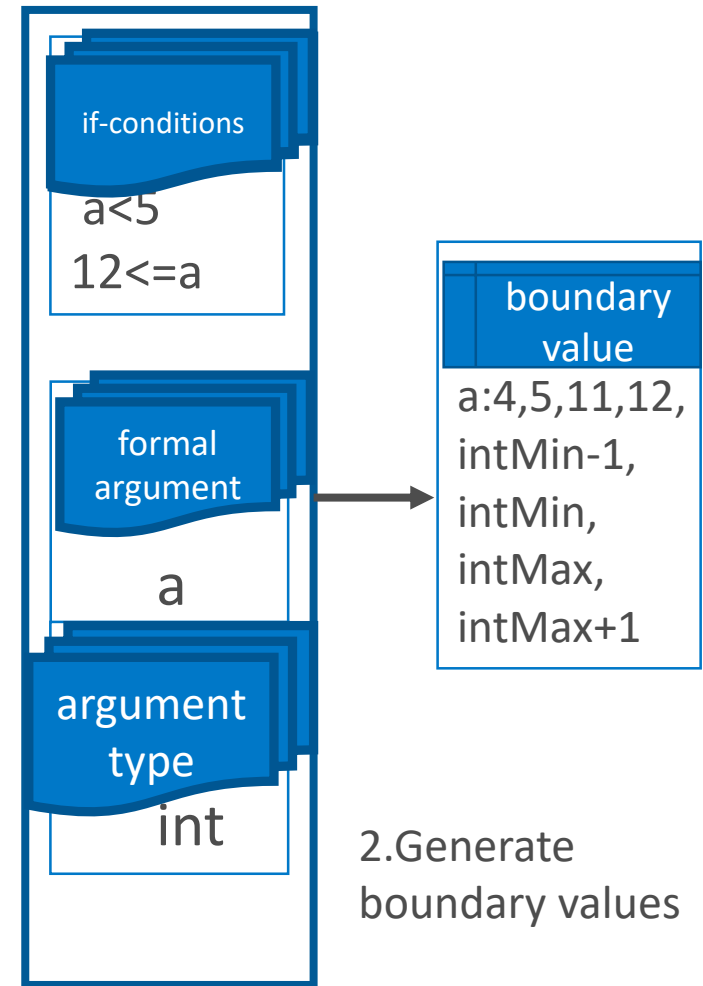 if-conditions
a<5
12<=a
formal
argument
a
argument
type
int
boundary
value
a:4,5,11,12,
intMin-1,
intMin,
intMax,
intMax+1
2.Generate
boundary values